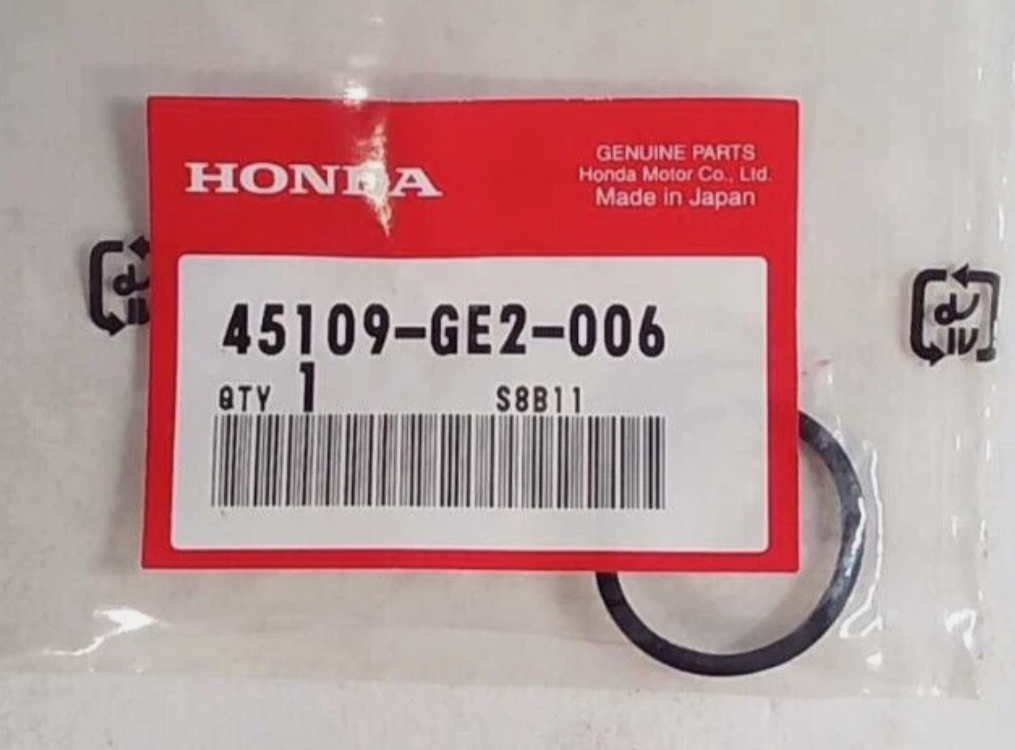 HONDA
GENUINE PARTS
Honda Motor Co., Ltd.
Made in Japan
45109-GE2-006
QTY 1 S8B11